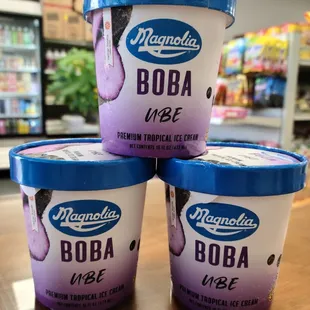 Magnolia
BOBA
UBE
PREMIUM TROPICAL ICE CREAM
Magnolia
BOBA
UBE
PREMIUM TROPICAL ICE CREAM
Magnolia
BOBA
UBE
PREMIUM TROPICAL ICE CREAM